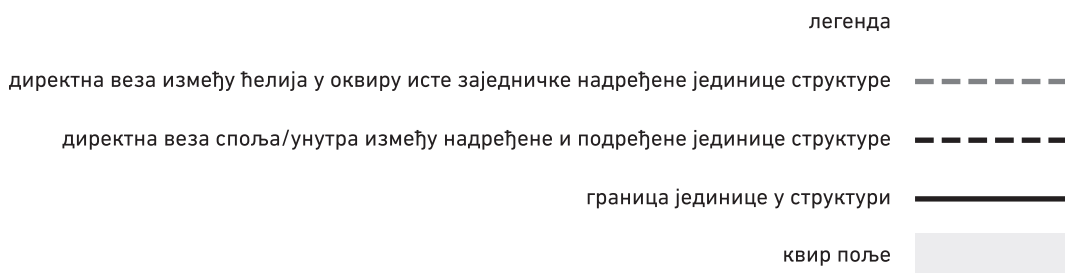 легенда
директна веза између ћелија у оквиру исте заједничке надређене јединице структуре
директна веза споља/унутра између надређене и подређене јединице структуре
граница јединице у структури
квир поље